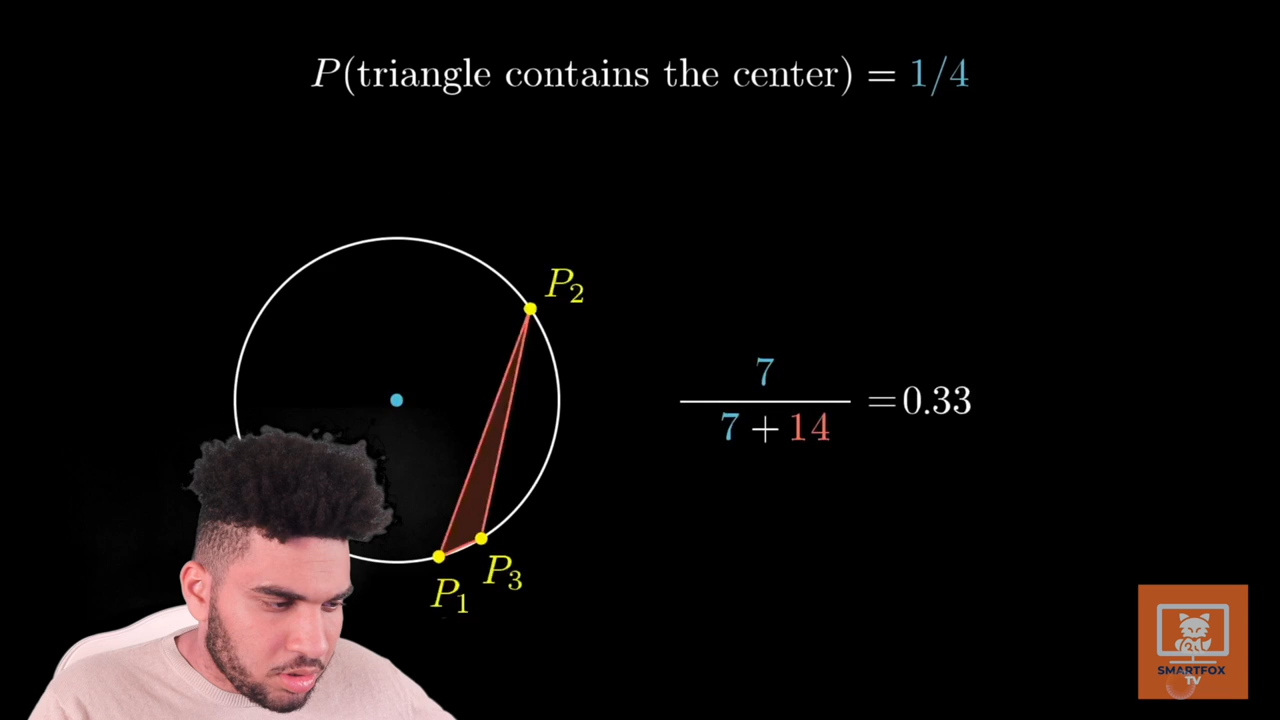 P(triangle contains the center) = 1/4
P₂
7
7 + 14
= 0.33
P₃
P₁
SMARTFOX
TV